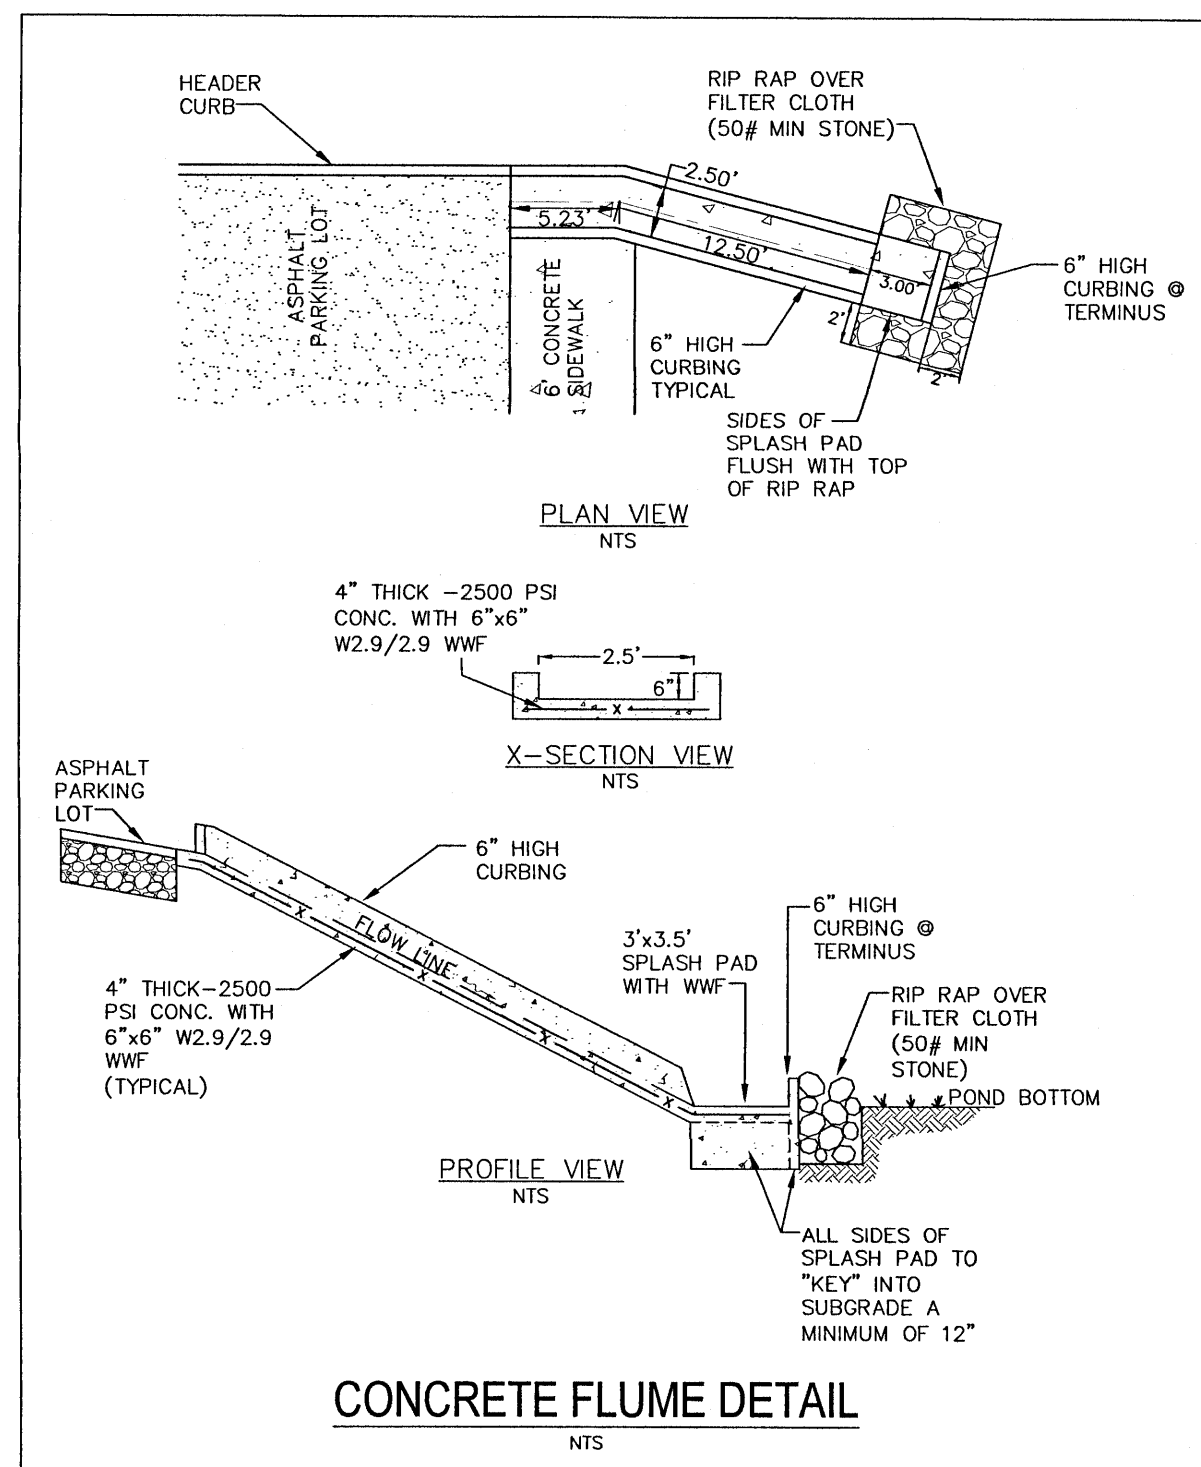 HEADER
CURB
RIP RAP OVER
FILTER CLOTH
(50# MIN STONE)
2.50'
5.23'
12.50'
3.00'
2'
2'
ASPHALT
PARKING LOT
6' CONCRETE
SIDEWALK
6" HIGH
CURBING @
TERMINUS
6" HIGH
CURBING
TYPICAL
SIDES OF
SPLASH PAD
FLUSH WITH TOP
OF RIP RAP
PLAN VIEW
NTS
4" THICK -2500 PSI
CONC. WITH 6"x6"
W2.9/2.9 WWF
2.5'
6"
X
X-SECTION VIEW
NTS
ASPHALT
PARKING
LOT
6" HIGH
CURBING
FLOW LINE
X
X
X
X
4" THICK-2500
PSI CONC. WITH
6"x6" W2.9/2.9
WWF
(TYPICAL)
3'x3.5'
SPLASH PAD
WITH WWF
6" HIGH
CURBING @
TERMINUS
RIP RAP OVER
FILTER CLOTH
(50# MIN
STONE)
POND BOTTOM
PROFILE VIEW
NTS
ALL SIDES OF
SPLASH PAD TO
"KEY" INTO
SUBGRADE A
MINIMUM OF 12"
CONCRETE FLUME DETAIL
NTS